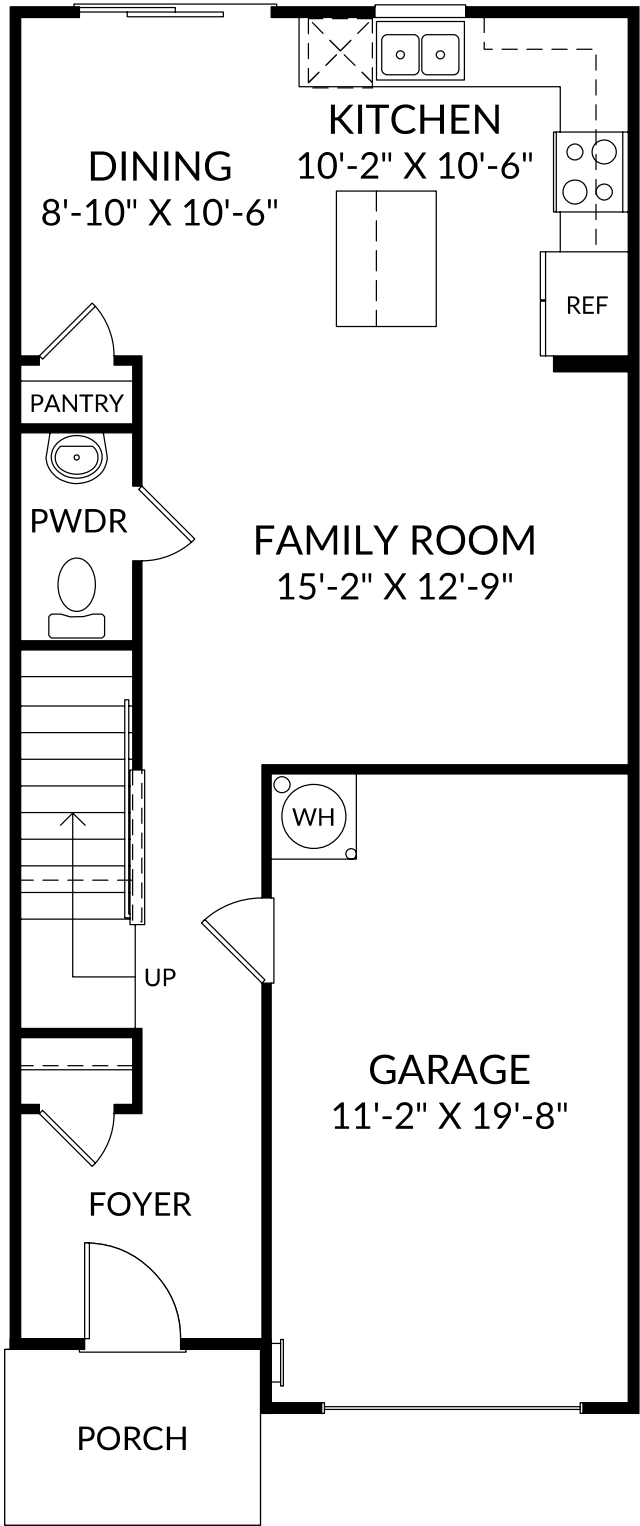 KITCHEN
10'-2" X 10'-6"
DINING
8'-10" X 10'-6"
REF
PANTRY
PWDR
FAMILY ROOM
15'-2" X 12'-9"
WH
UP
GARAGE
11'-2" X 19'-8"
FOYER
PORCH